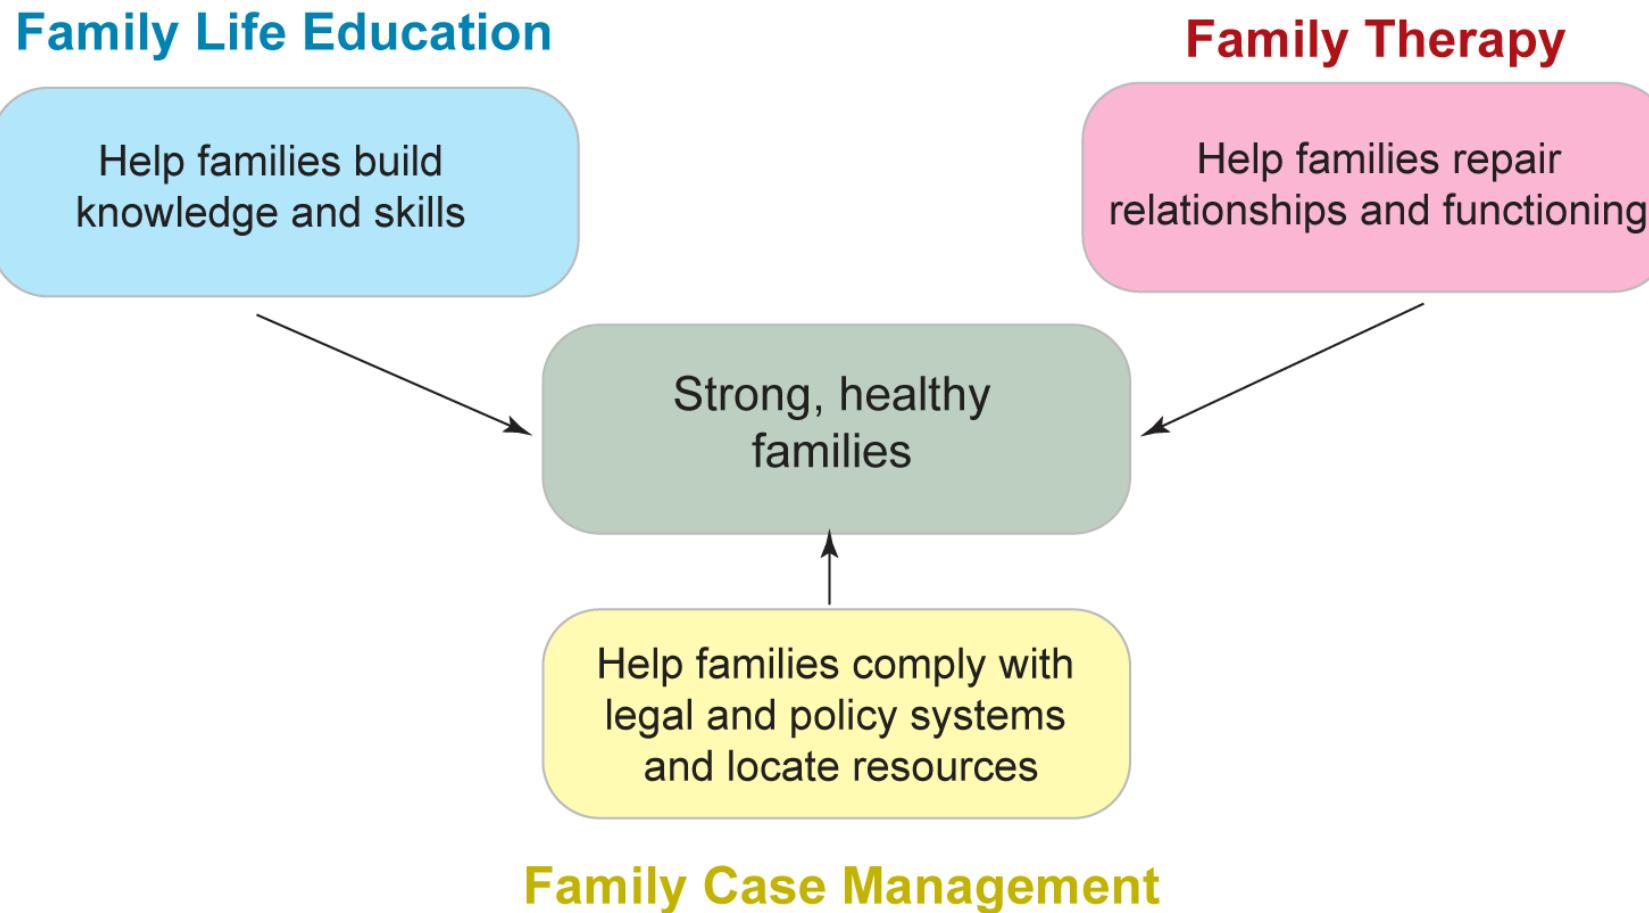 Family Life Education
Help families build
knowledge and skills
Family Therapy
Help families repair
relationships and functioning
Strong, healthy
families
Help families comply with
legal and policy systems
and locate resources
Family Case Management